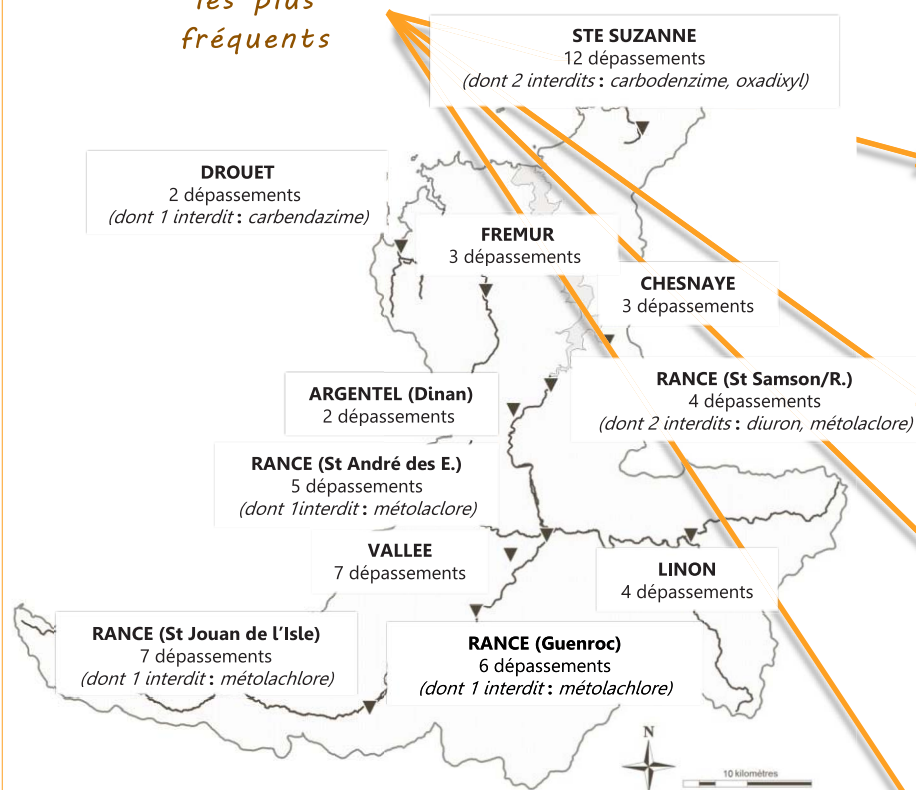 les plus
fréquents
STE SUZANNE
12 dépassements
(dont 2 interdits : carbodenzime, oxadixyl)
DROUET
2 dépassements
(dont 1 interdit : carbendazime)
FREMUR
3 dépassements
CHESNAYE
3 dépassements
RANCE (St Samson/R.)
4 dépassements
(dont 2 interdits : diuron, métolaclore)
ARGENTEL (Dinan)
2 dépassements
RANCE (St André des E.)
5 dépassements
(dont 1interdit : métolaclore)
VALLEE
7 dépassements
LINON
4 dépassements
RANCE (St Jouan de l’Isle)
7 dépassements
(dont 1 interdit : métolachlore)
RANCE (Guenroc)
6 dépassements
(dont 1 interdit : métolachlore)
N
10 kilomètres